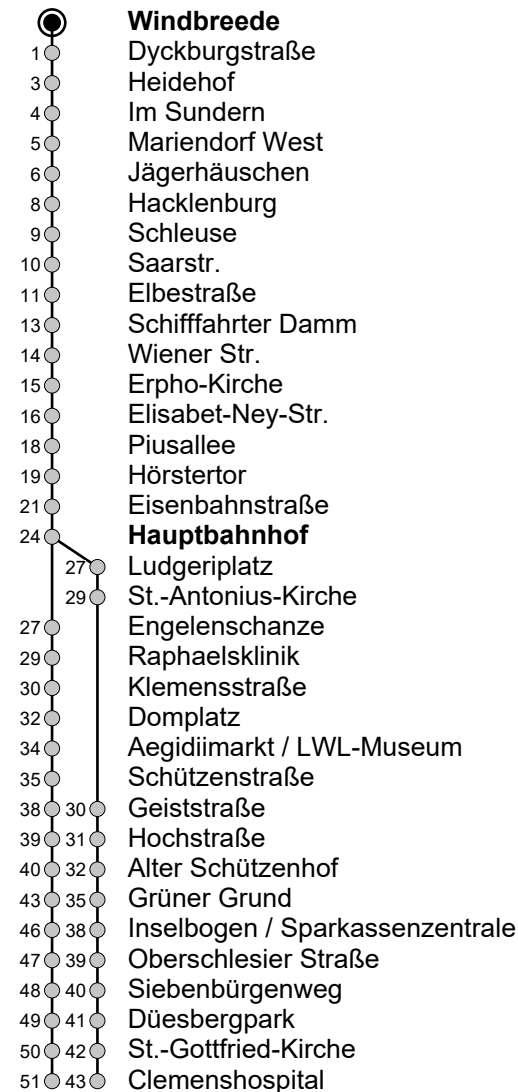 Windbreede
1 Dyckburgstraße
3 Heidehof
4 Im Sundern
5 Mariendorf West
6 Jägerhäuschen
8 Hacklenburg
9 Schleuse
10 Saarstr.
11 Elbestraße
13 Schifffahrter Damm
14 Wiener Str.
15 Erpho-Kirche
16 Elisabet-Ney-Str.
18 Piusallee
19 Hörstertor
21 Eisenbahnstraße
24 Hauptbahnhof
27 Ludgeriplatz
29 St.-Antonius-Kirche
27 Engelenschanze
29 Raphaelsklinik
30 Klemensstraße
32 Domplatz
34 Aegidiimarkt / LWL-Museum
35 Schützenstraße
38 30 Geiststraße
39 31 Hochstraße
40 32 Alter Schützenhof
43 35 Grüner Grund
46 38 Inselbogen / Sparkassenzentrale
47 39 Oberschlesier Straße
48 40 Siebenbürgenweg
49 41 Düesbergpark
50 42 St.-Gottfried-Kirche
51 43 Clemenshospital